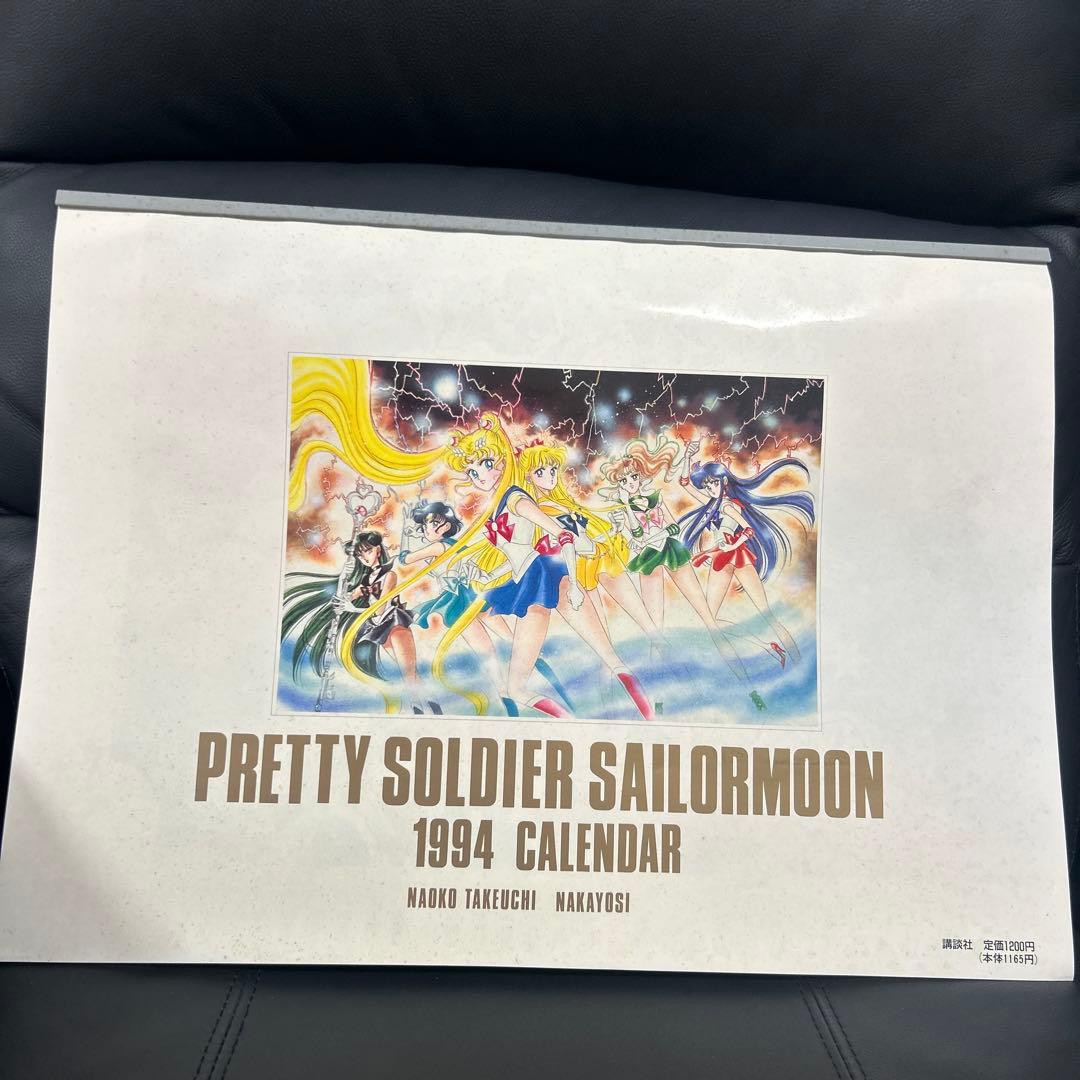 PRETTY SOLDIER SAILORMOON
1994 CALENDAR
NAOKO TAKEUCHI NAKAYOSI
講談社 定価1200円
(本体1165円)